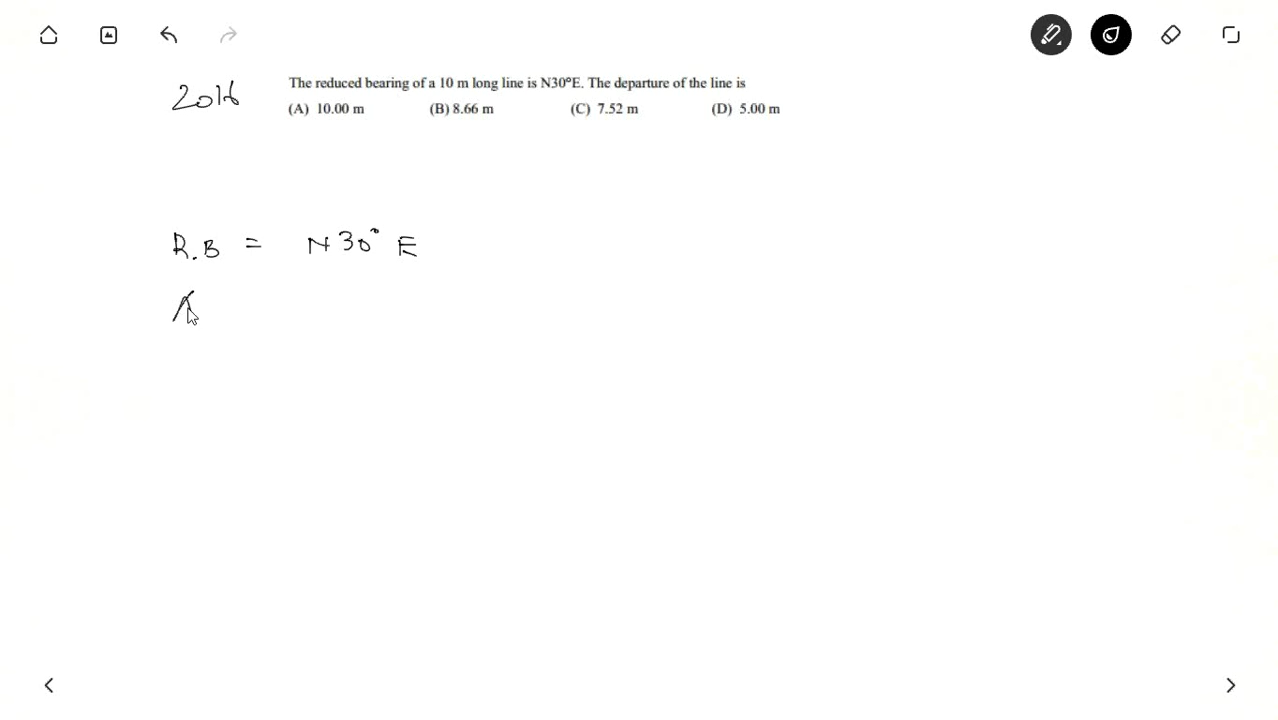 2016
The reduced bearing of a 10 m long line is N30°E. The departure of the line is
(A) 10.00 m (B) 8.66 m (C) 7.52 m (D) 5.00 m
R.B = N 30° E